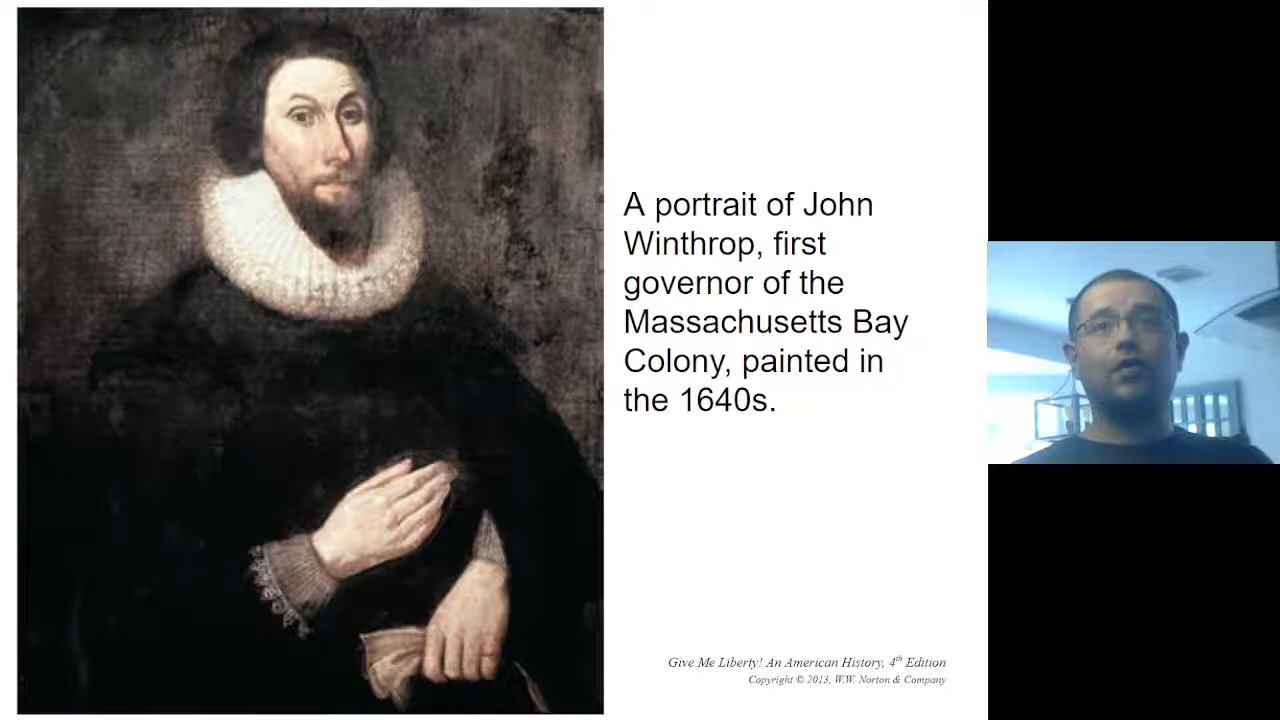 A portrait of John
Winthrop, first
governor of the
Massachusetts Bay
Colony, painted in
the 1640s.
Give Me Liberty! An American History, 4th Edition
Copyright © 2013, W.W. Norton & Company